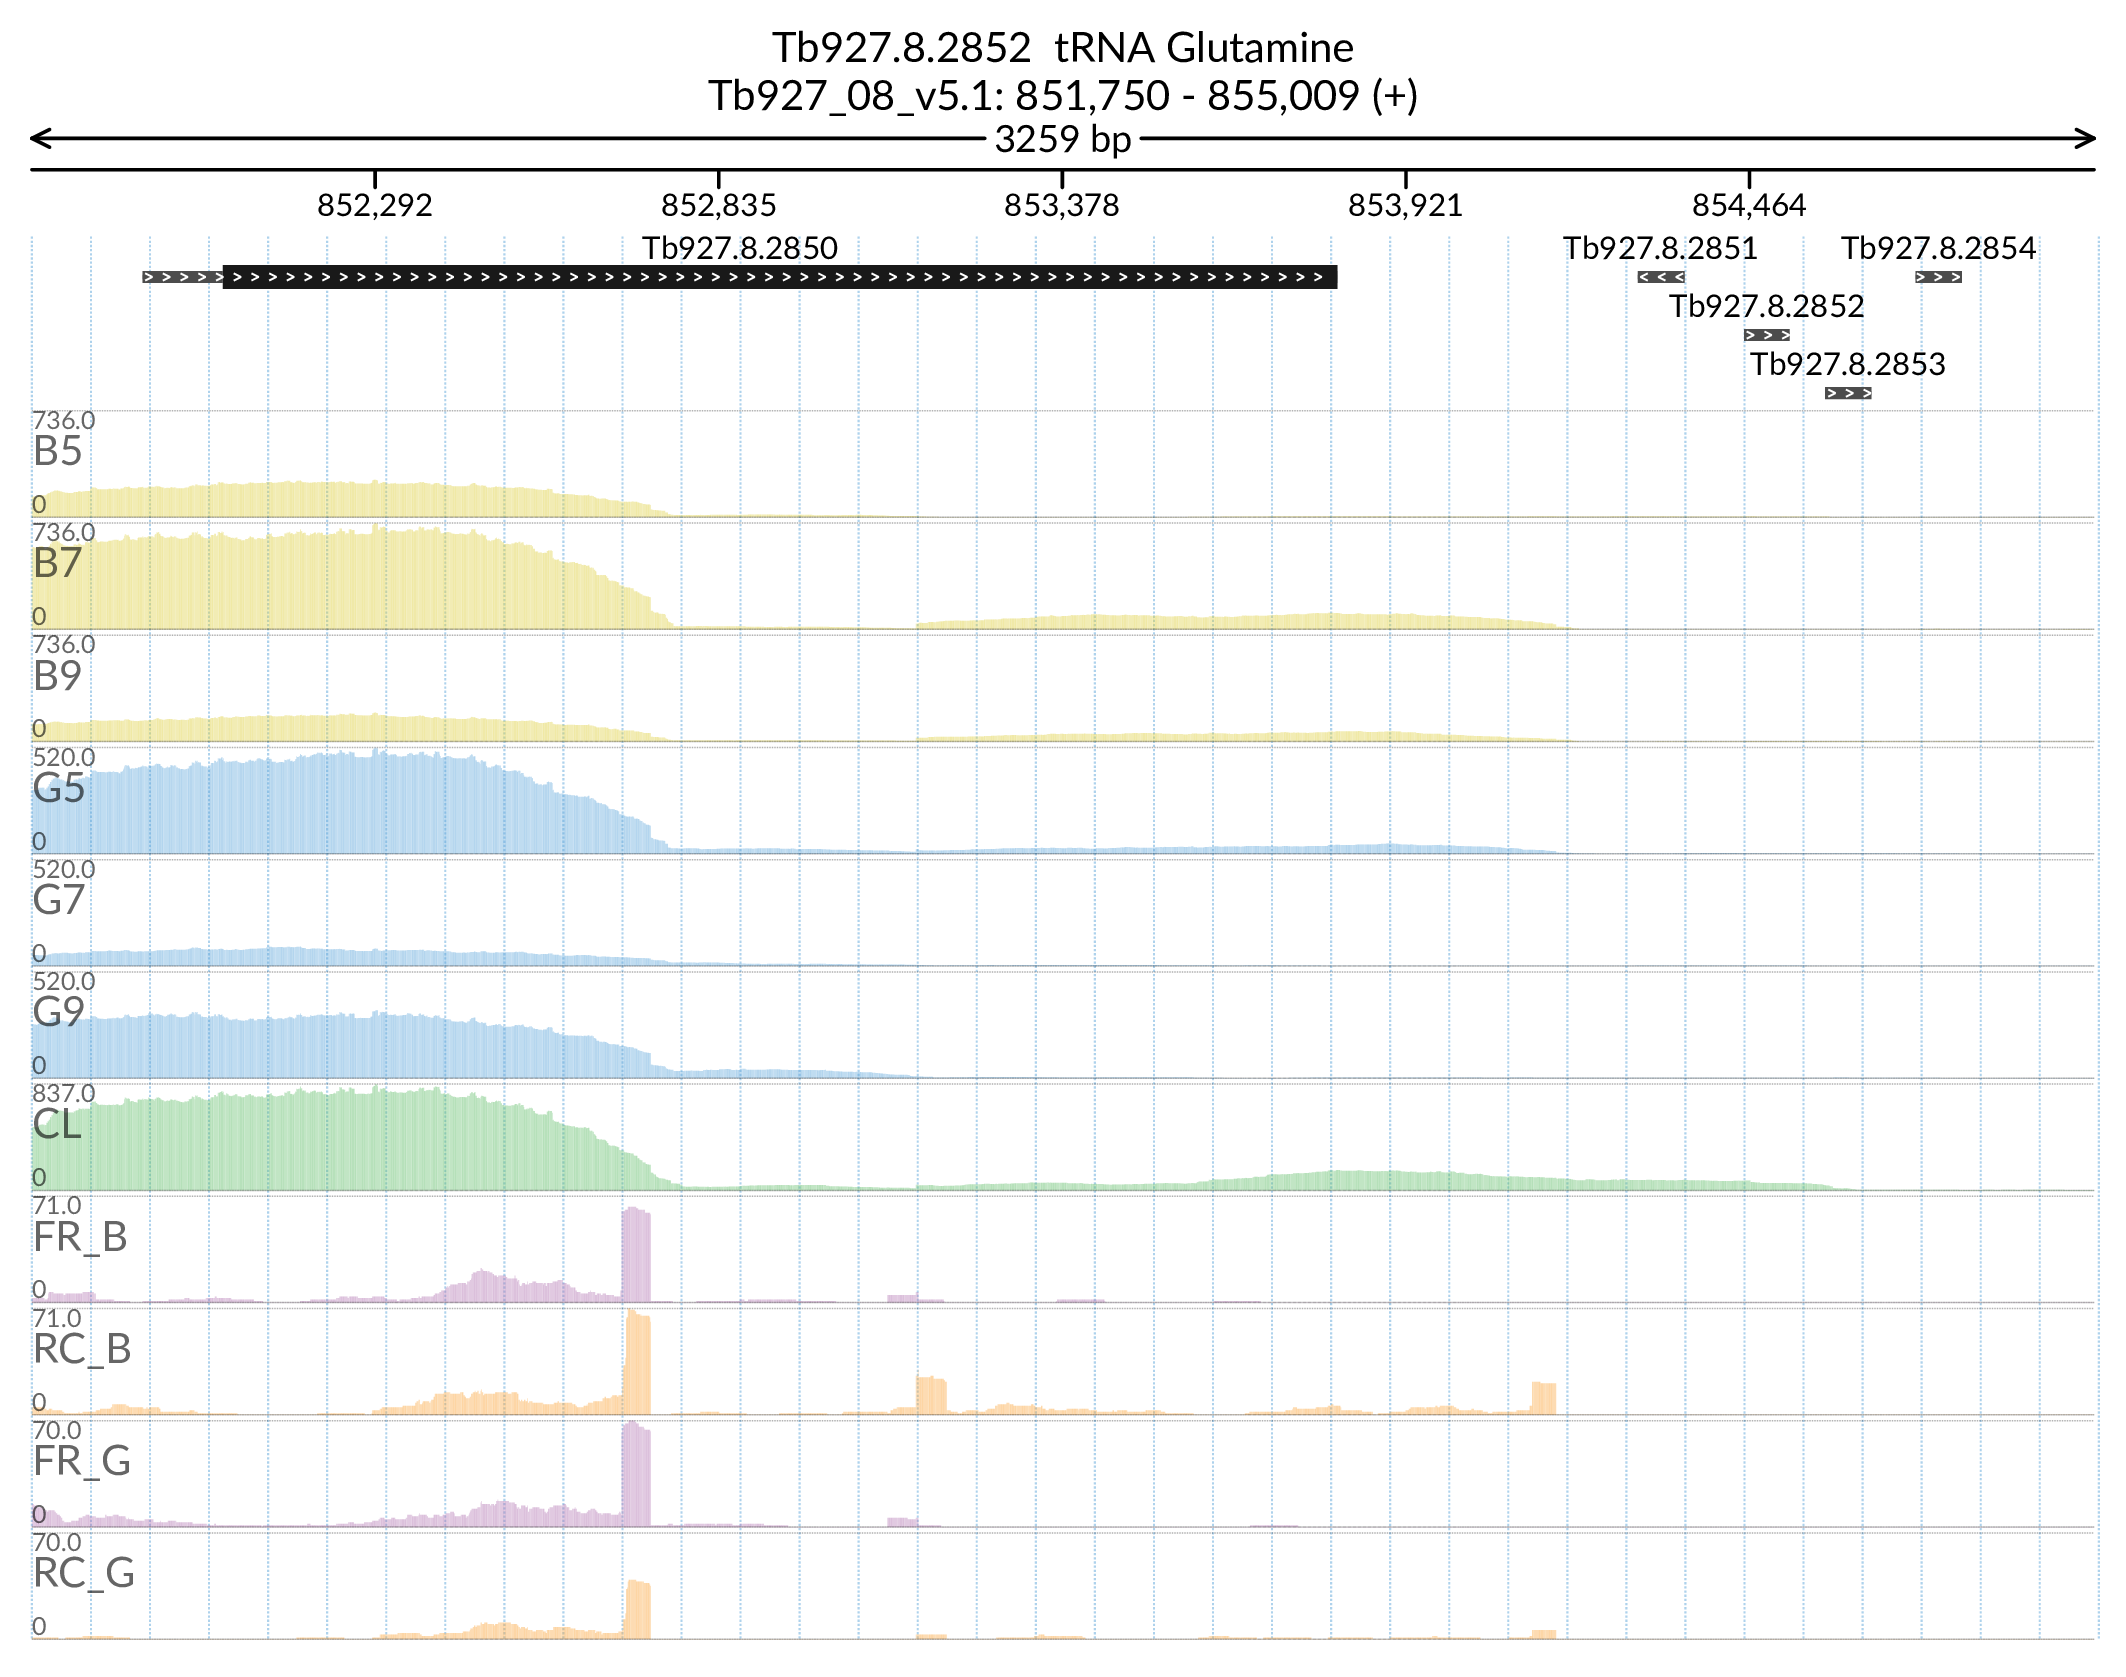 Tb927.8.2852 tRNA Glutamine
Tb927_08_v5.1: 851,750 - 855,009 (+)
3259 bp
852,292 852,835 853,378 853,921 854,464
Tb927.8.2850 Tb927.8.2851 Tb927.8.2854
Tb927.8.2852
Tb927.8.2853
736.0
B5
0
736.0
B7
0
736.0
B9
0
520.0
G5
0
520.0
G7
0
520.0
G9
0
837.0
CL
0
71.0
FR_B
0
71.0
RC_B
0
70.0
FR_G
0
70.0
RC_G
0